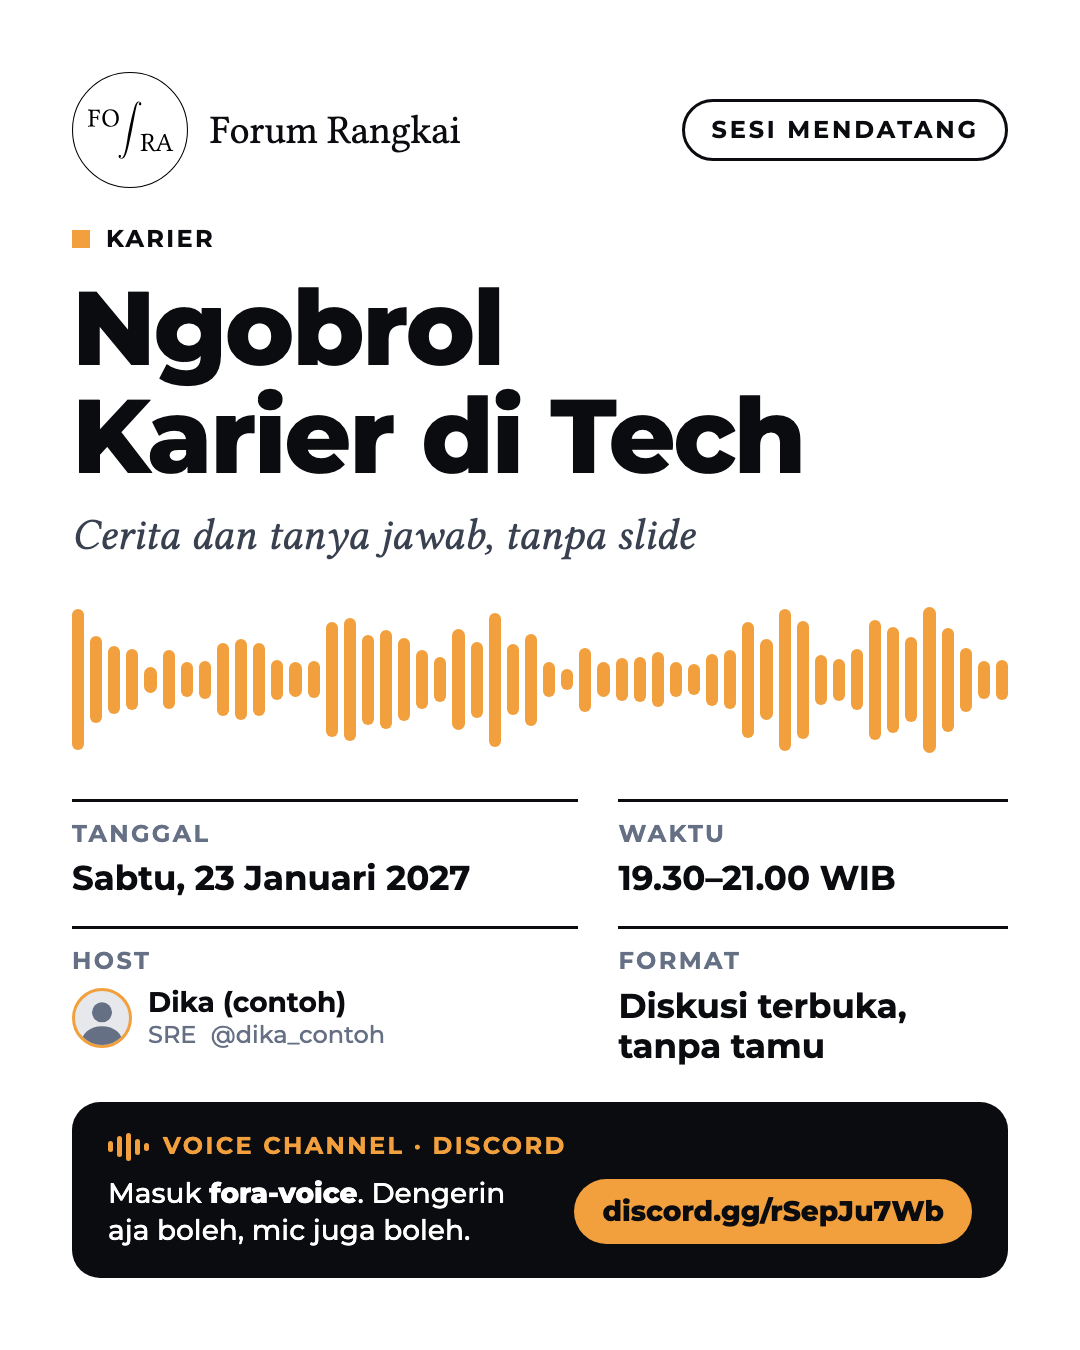 FO RA
Forum Rangkai
SESI MENDATANG
KARIER
Ngobrol
Karier di Tech
Cerita dan tanya jawab, tanpa slide
TANGGAL
Sabtu, 23 Januari 2027
WAKTU
19.30–21.00 WIB
HOST
Dika (contoh)
SRE @dika_contoh
FORMAT
Diskusi terbuka,
tanpa tamu
VOICE CHANNEL · DISCORD
Masuk fora-voice. Dengerin
aja boleh, mic juga boleh.
discord.gg/rSepJu7Wb